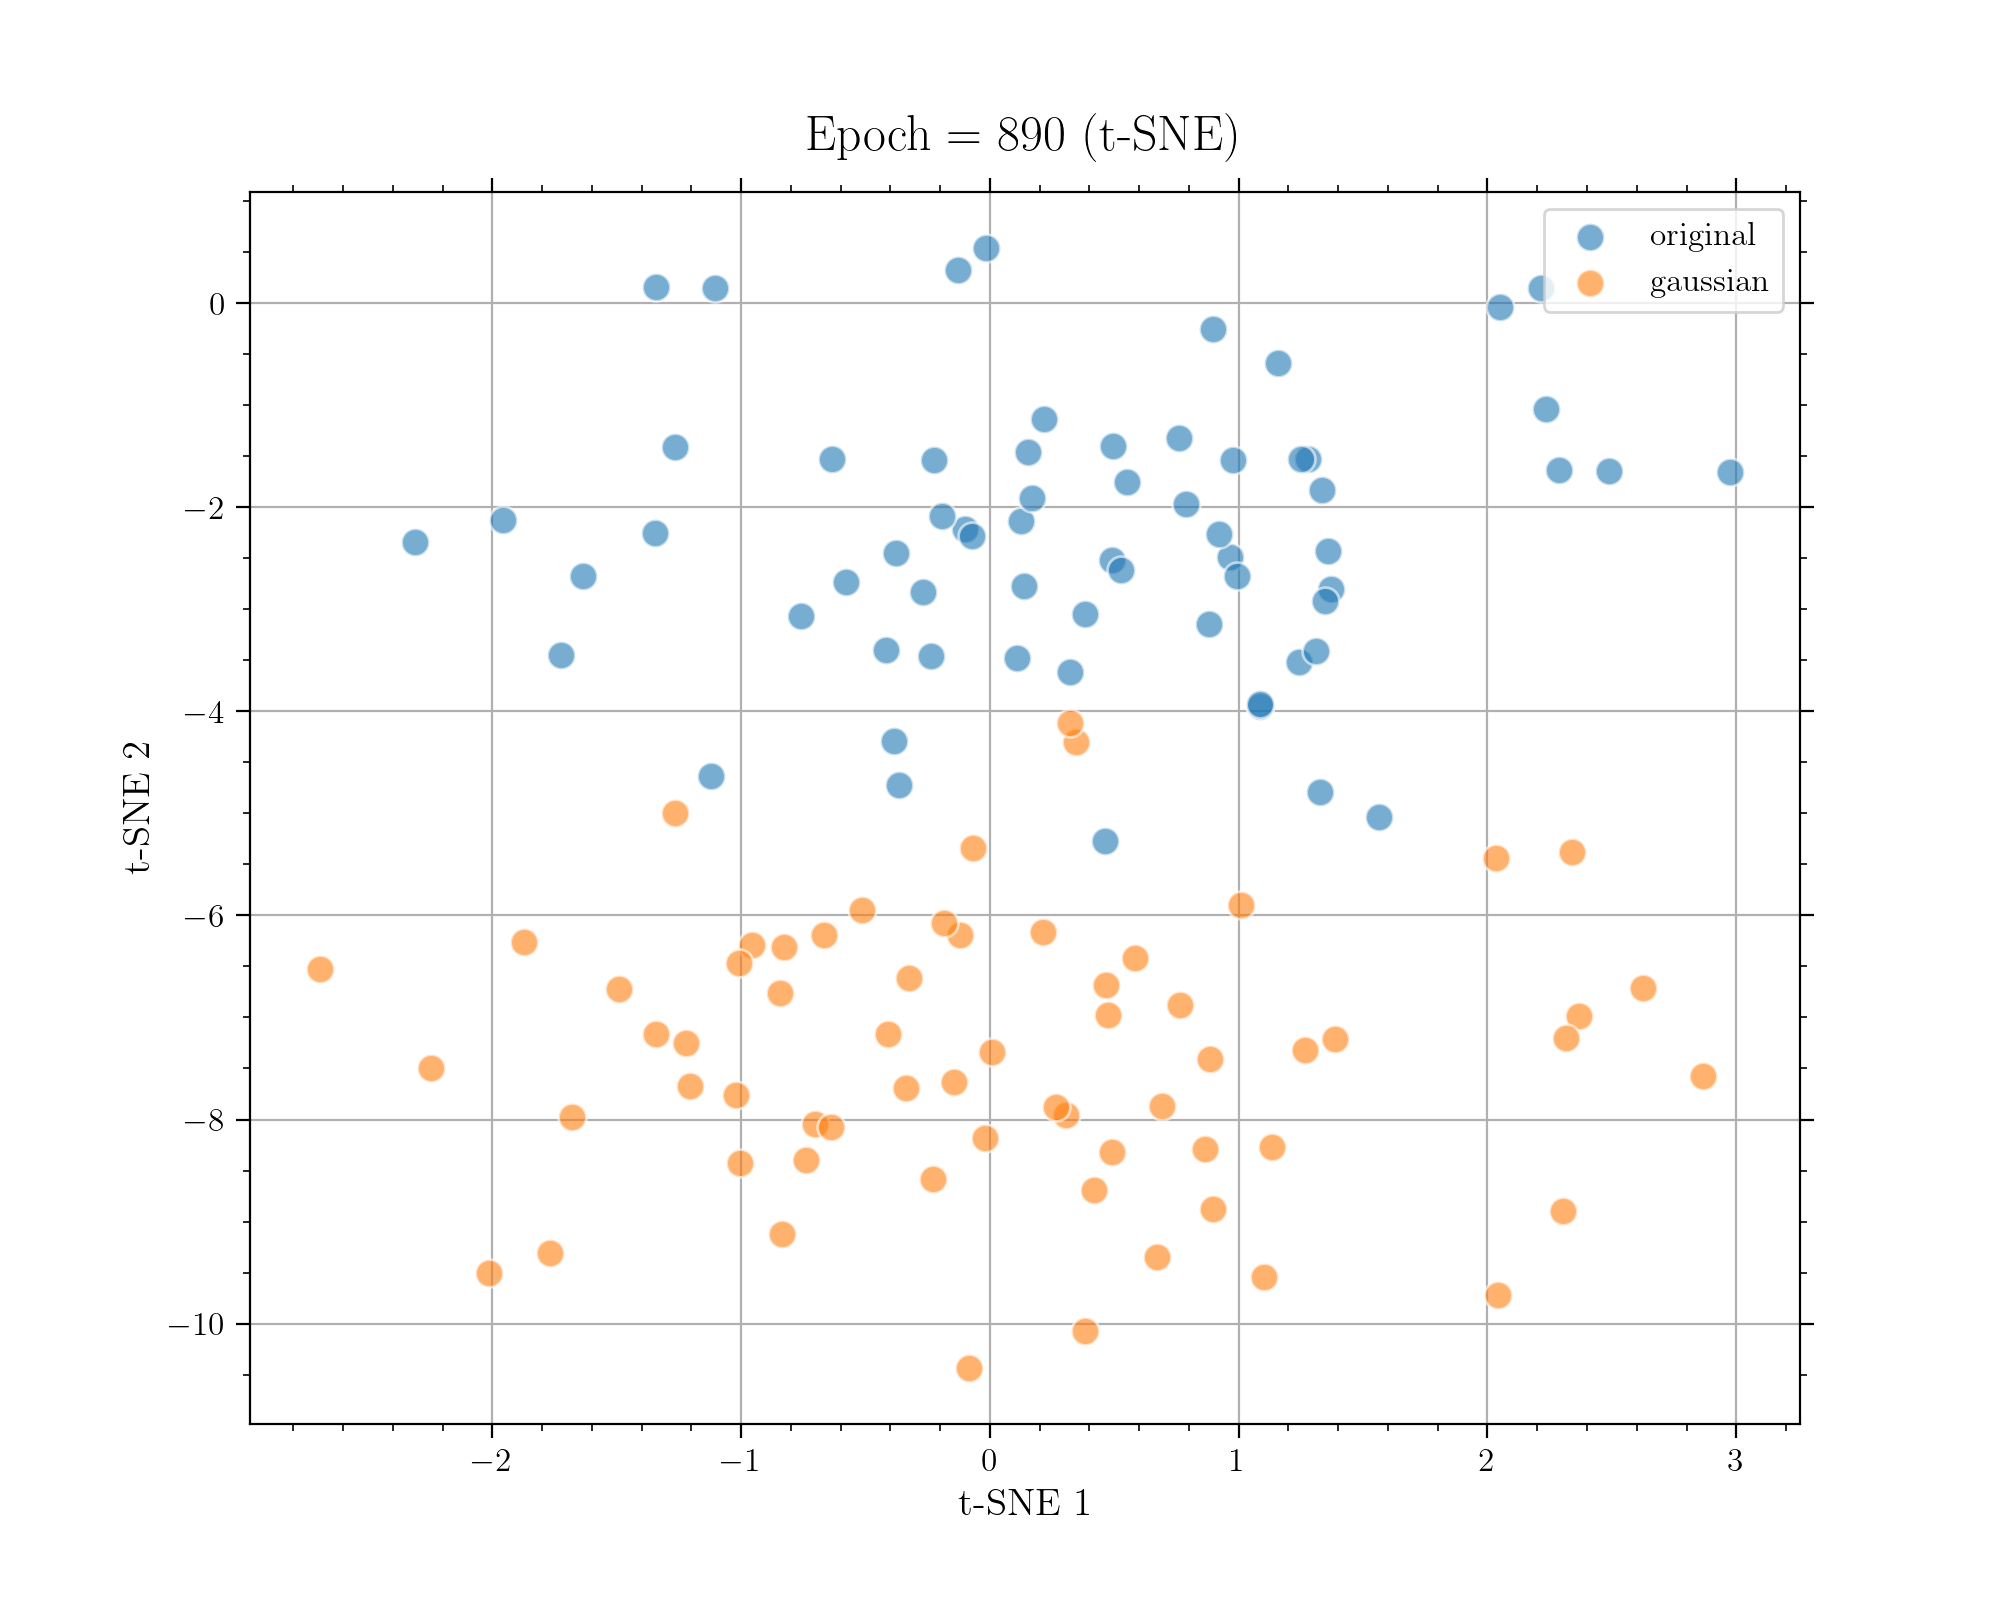 Epoch = 890 (t-SNE)
original
gaussian
0
−2
−4
−6
−8
−10
t-SNE 2
−2 −1 0 1 2 3
t-SNE 1